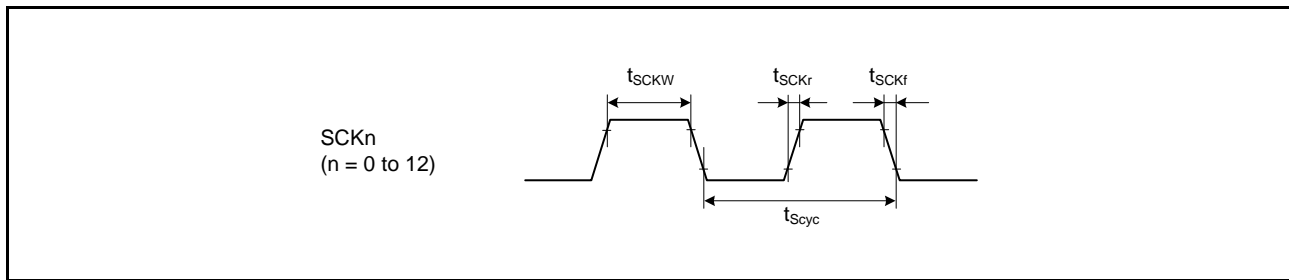 tSCKW
tSCKr
tSCKf
SCKn
(n = 0 to 12)
tScyc